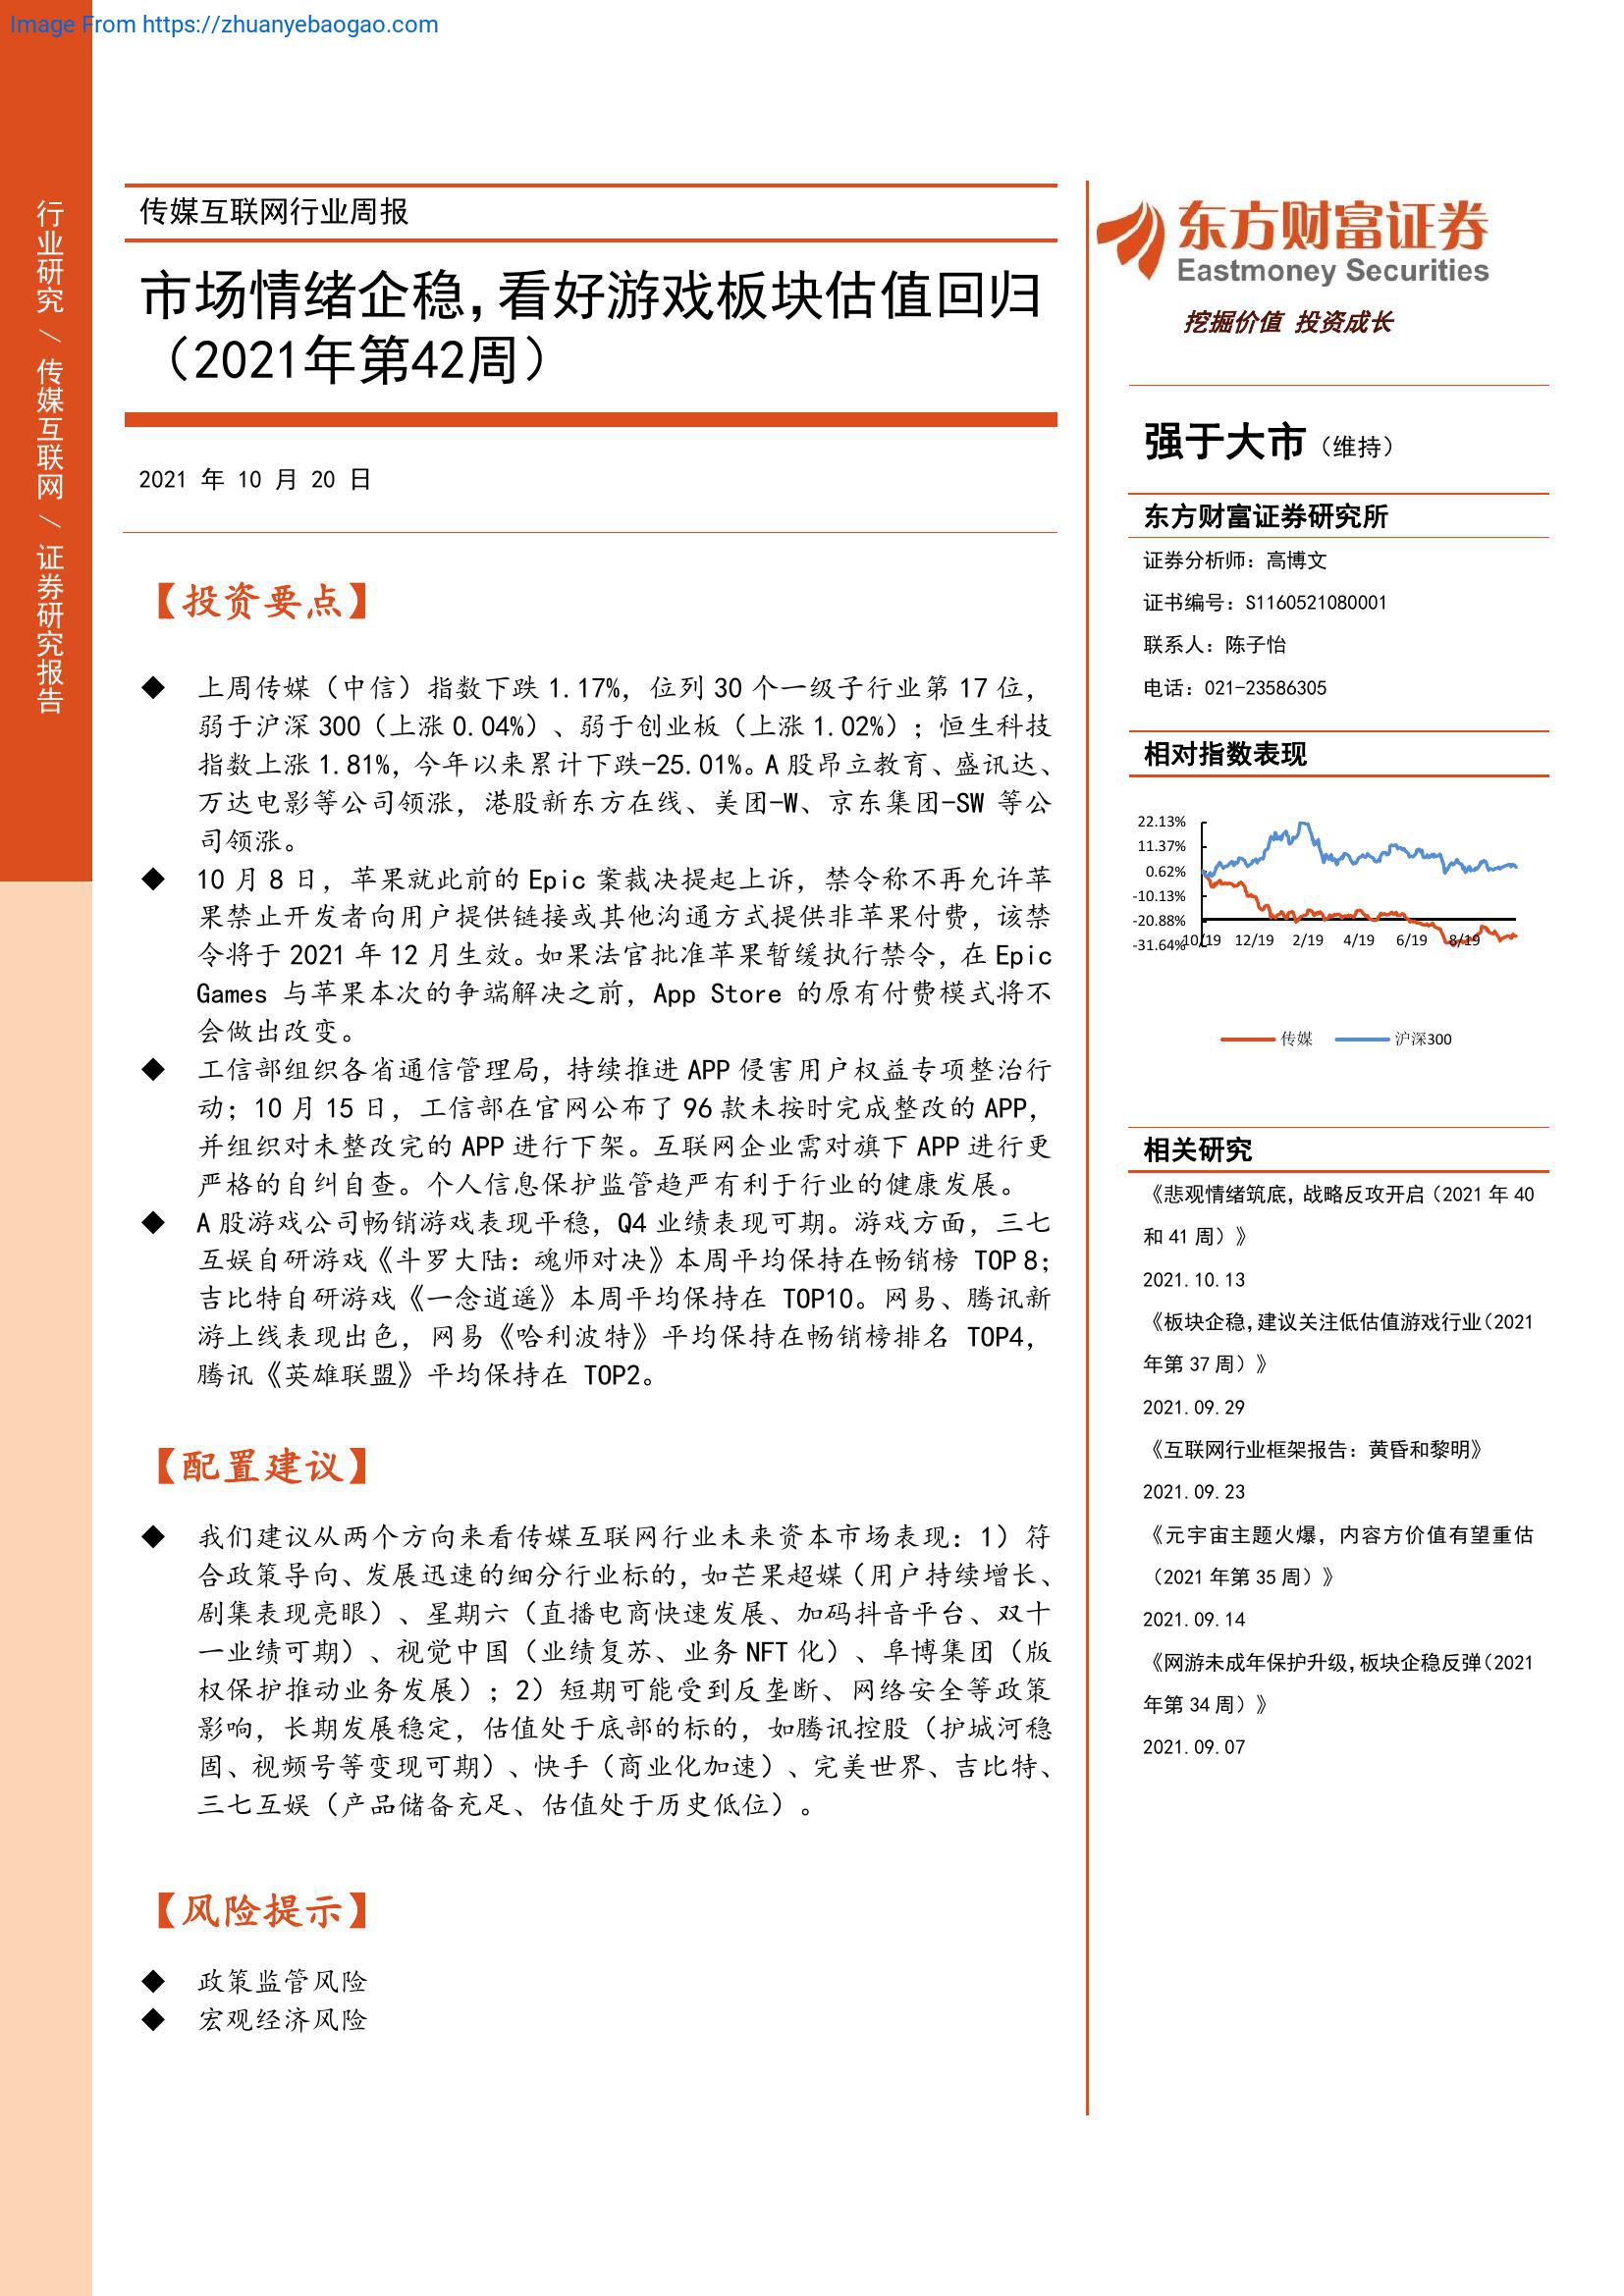 Image From https://zhuanyebaogao.com
行业研究/传媒互联网/证券研究报告
传媒互联网行业周报
市场情绪企稳,看好游戏板块估值回归
（2021年第42周）
2021 年 10 月 20 日
【投资要点】
◆ 上周传媒（中信）指数下跌 1.17%，位列 30 个一级子行业第 17 位，
弱于沪深 300（上涨 0.04%）、弱于创业板（上涨 1.02%）；恒生科技
指数上涨 1.81%，今年以来累计下跌-25.01%。A 股昂立教育、盛讯达、
万达电影等公司领涨，港股新东方在线、美团-W、京东集团-SW 等公
司领涨。
◆ 10 月 8 日，苹果就此前的 Epic 案裁决提起上诉，禁令称不再允许苹
果禁止开发者向用户提供链接或其他沟通方式提供非苹果付费，该禁
令将于 2021 年 12 月生效。如果法官批准苹果暂缓执行禁令，在 Epic
Games 与苹果本次的争端解决之前，App Store 的原有付费模式将不
会做出改变。
◆ 工信部组织各省通信管理局，持续推进 APP 侵害用户权益专项整治行
动；10 月 15 日，工信部在官网公布了 96 款未按时完成整改的 APP，
并组织对未整改完的 APP 进行下架。互联网企业需对旗下 APP 进行更
严格的自纠自查。个人信息保护监管趋严有利于行业的健康发展。
◆ A 股游戏公司畅销游戏表现平稳，Q4 业绩表现可期。游戏方面，三七
互娱自研游戏《斗罗大陆：魂师对决》本周平均保持在畅销榜 TOP 8；
吉比特自研游戏《一念逍遥》本周平均保持在 TOP10。网易、腾讯新
游上线表现出色，网易《哈利波特》平均保持在畅销榜排名 TOP4，
腾讯《英雄联盟》平均保持在 TOP2。
【配置建议】
◆ 我们建议从两个方向来看传媒互联网行业未来资本市场表现：1）符
合政策导向、发展迅速的细分行业标的，如芒果超媒（用户持续增长、
剧集表现亮眼）、星期六（直播电商快速发展、加码抖音平台、双十
一业绩可期）、视觉中国（业绩复苏、业务 NFT 化）、阜博集团（版
权保护推动业务发展）；2）短期可能受到反垄断、网络安全等政策
影响，长期发展稳定，估值处于底部的标的，如腾讯控股（护城河稳
固、视频号等变现可期）、快手（商业化加速）、完美世界、吉比特、
三七互娱（产品储备充足、估值处于历史低位）。
【风险提示】
◆ 政策监管风险
◆ 宏观经济风险
东方财富证券
Eastmoney Securities
挖掘价值 投资成长
强于大市（维持）
东方财富证券研究所
证券分析师：高博文
证书编号：S1160521080001
联系人：陈子怡
电话：021-23586305
相对指数表现
22.13%
11.37%
0.62%
-10.13%
-20.88%
-31.64%
10/19 12/19 2/19 4/19 6/19 8/19
传媒 沪深300
相关研究
《悲观情绪筑底，战略反攻开启（2021 年 40
和 41 周）》
2021.10.13
《板块企稳,建议关注低估值游戏行业（2021
年第 37 周）》
2021.09.29
《互联网行业框架报告：黄昏和黎明》
2021.09.23
《元宇宙主题火爆，内容方价值有望重估
（2021 年第 35 周）》
2021.09.14
《网游未成年保护升级,板块企稳反弹（2021
年第 34 周）》
2021.09.07